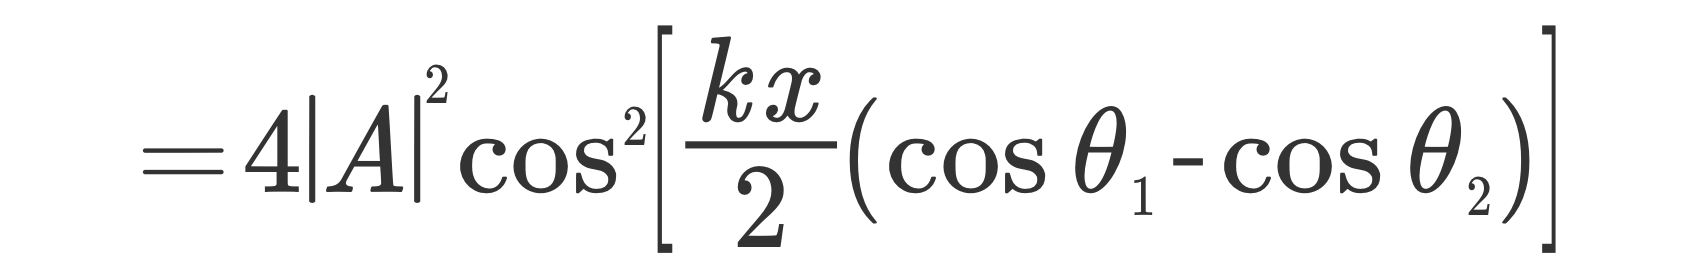 = 4|A|² cos² [ kx/2 (cos θ₁ - cos θ₂) ]